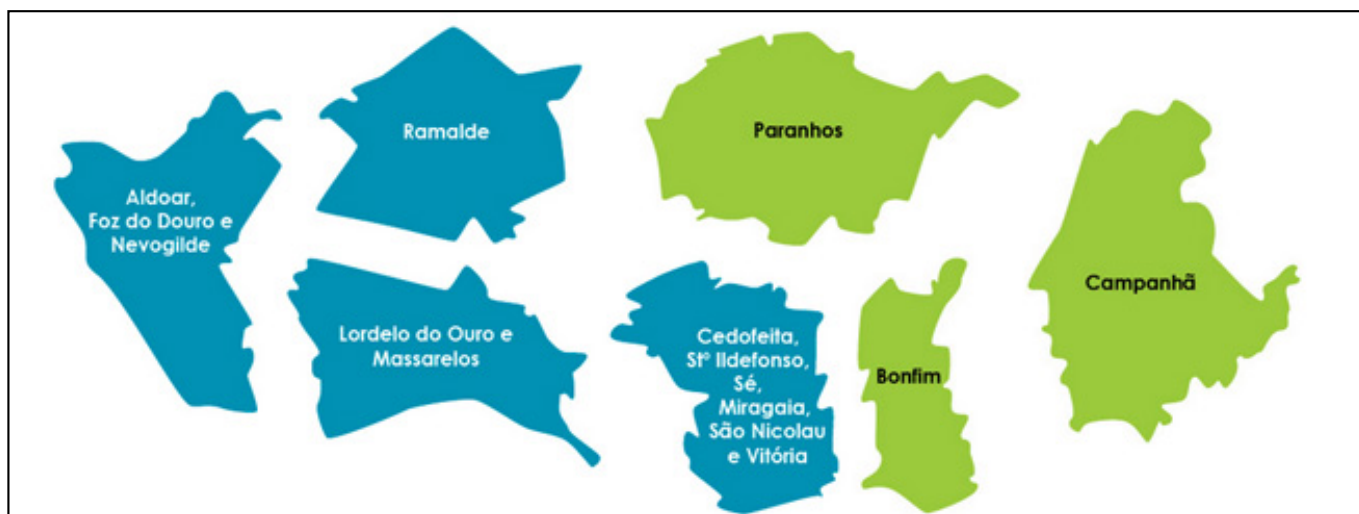 Ramalde
Paranhos
Aldoar,
Foz do Douro e
Nevogilde
Campanhã
Lordelo do Ouro e
Massarelos
Cedofeita,
Stº Ildefonso,
Sé,
Miragaia,
São Nicolau
e Vitória
Bonfim